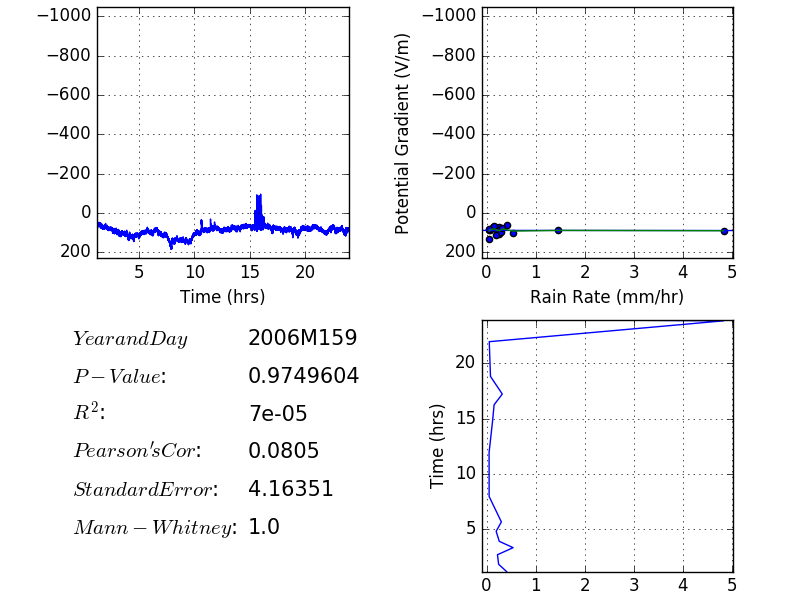 −1000
−800
−600
−400
−200
0
200
5 10 15 20
Time (hrs)
Potential Gradient (V/m)
−1000
−800
−600
−400
−200
0
200
0 1 2 3 4 5
Rain Rate (mm/hr)
YearandDay 2006M159
P−Value: 0.9749604
R²: 7e-05
Pearson'sCor: 0.0805
StandardError: 4.16351
Mann−Whitney: 1.0
Time (hrs)
20
15
10
5
0 1 2 3 4 5